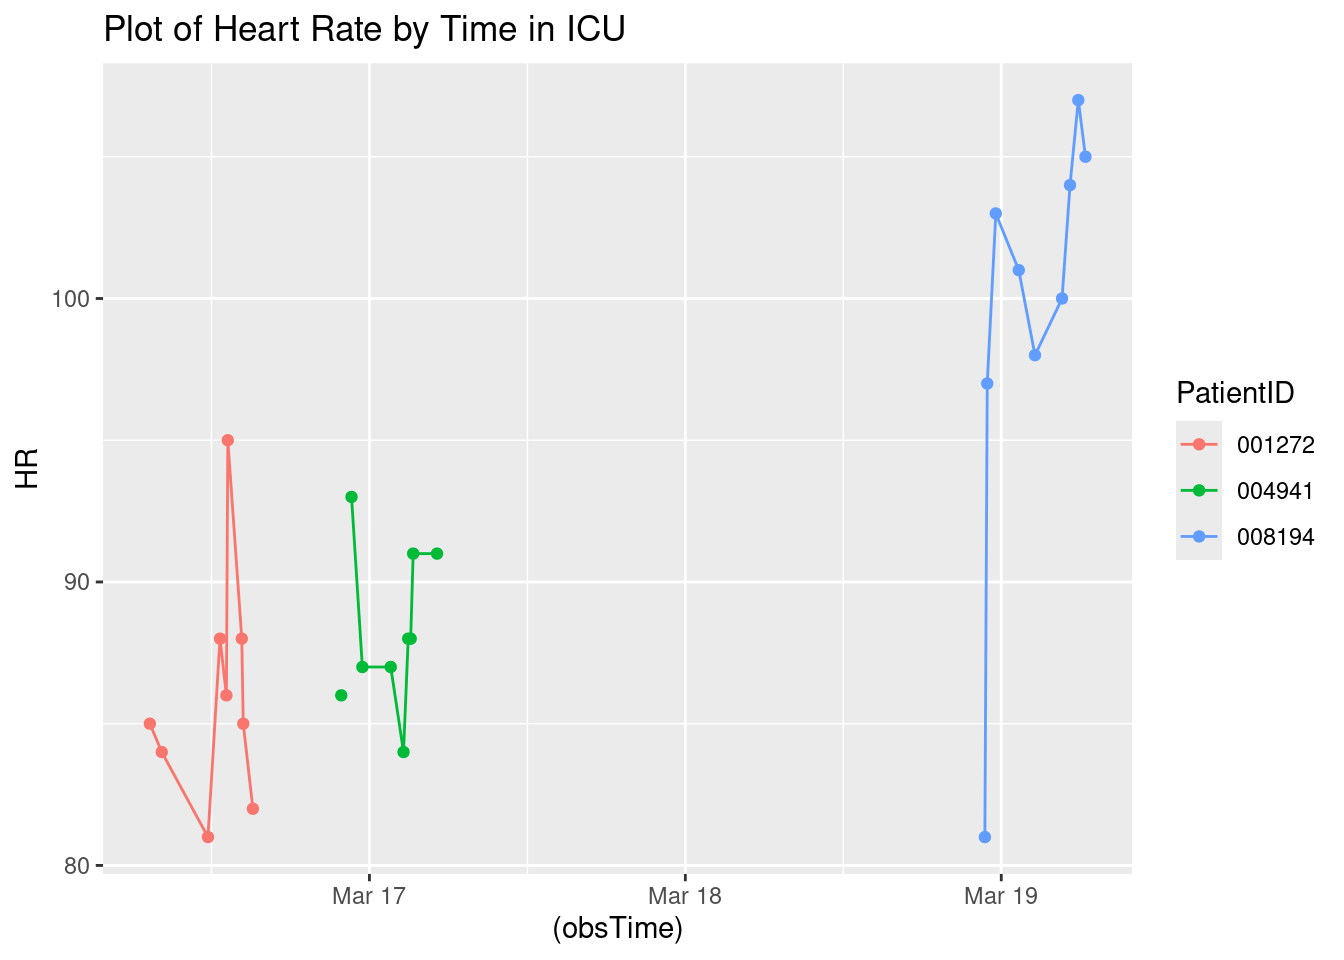 Plot of Heart Rate by Time in ICU
HR
100
90
80
Mar 17
Mar 18
Mar 19
(obsTime)
PatientID
001272
004941
008194